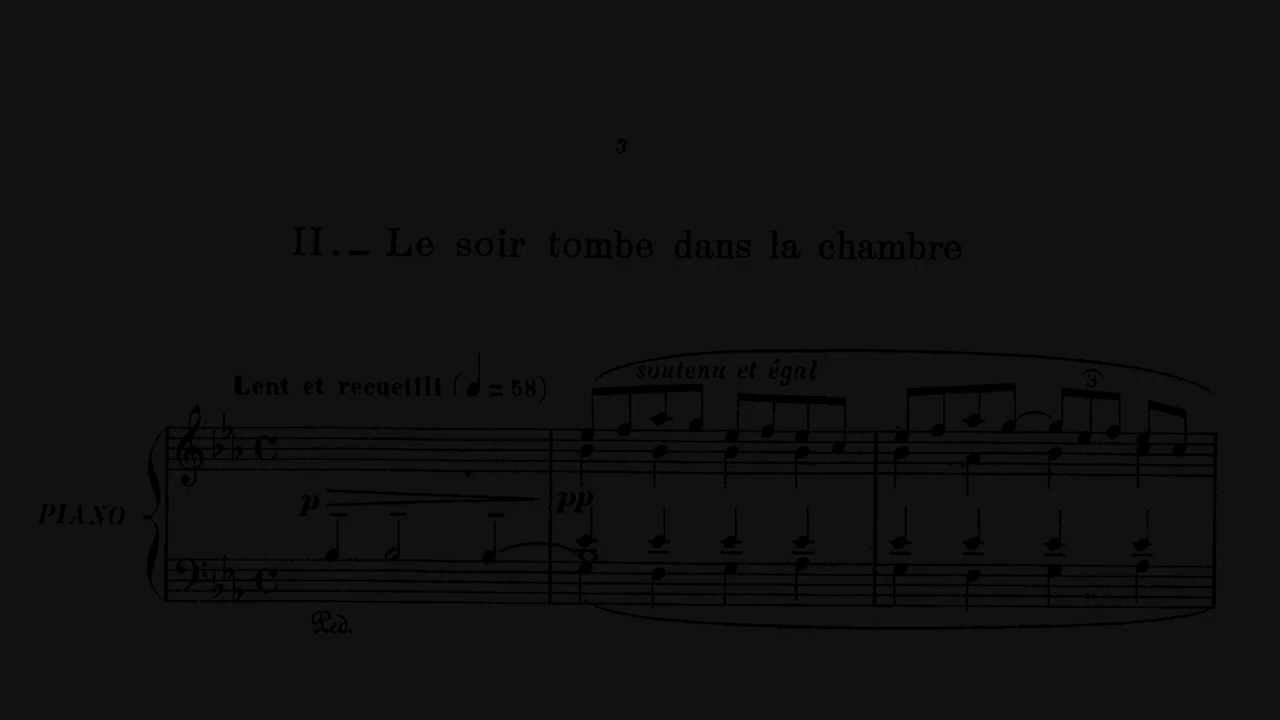 3
II. _ Le soir tombe dans la chambre
Lent et recueilli (♩ = 58)
soutenu et égal
3
p
pp
PIANO
Ped.